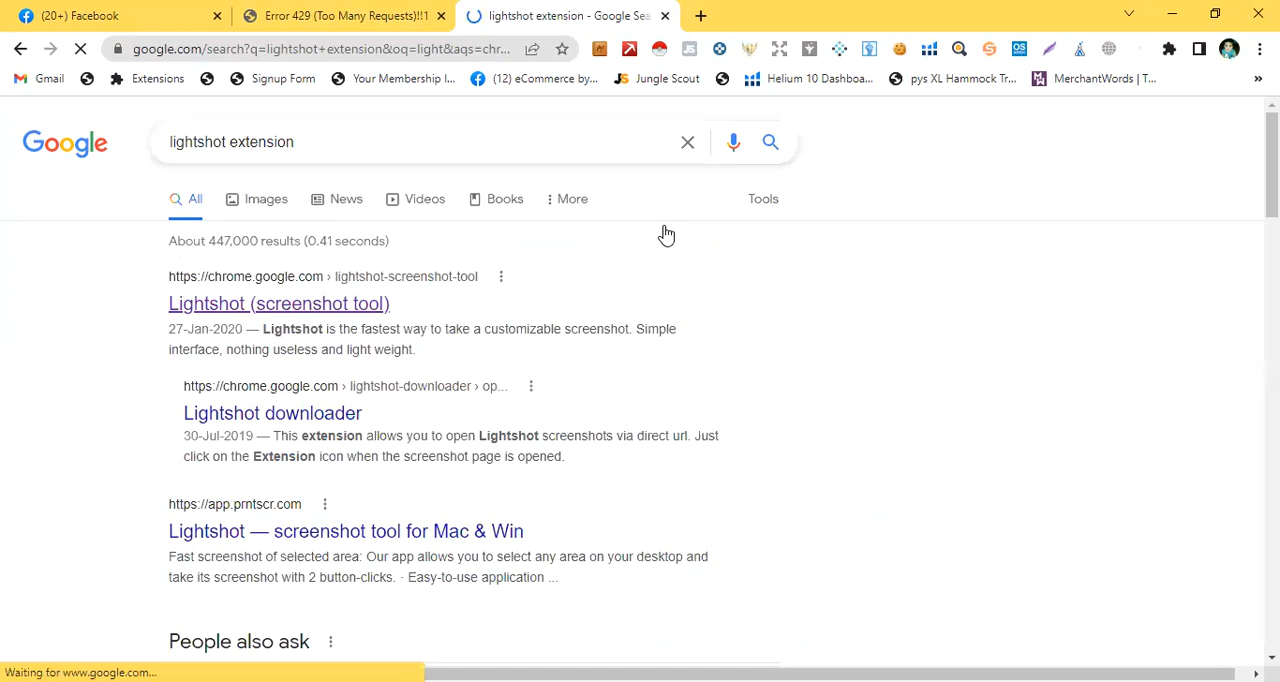 (20+) Facebook
Error 429 (Too Many Requests)!!1
lightshot extension - Google Sea
google.com/search?q=lightshot+extension&oq=light&aqs=chr...
Gmail
Extensions
Signup Form
Your Membership I...
(12) eCommerce by...
Jungle Scout
Helium 10 Dashboa...
pys XL Hammock Tr...
MerchantWords | T...
Google
lightshot extension
All
Images
News
Videos
Books
More
Tools
About 447,000 results (0.41 seconds)
https://chrome.google.com › lightshot-screenshot-tool
Lightshot (screenshot tool)
27-Jan-2020 — Lightshot is the fastest way to take a customizable screenshot. Simple
interface, nothing useless and light weight.
https://chrome.google.com › lightshot-downloader › op...
Lightshot downloader
30-Jul-2019 — This extension allows you to open Lightshot screenshots via direct url. Just
click on the Extension icon when the screenshot page is opened.
https://app.prntscr.com
Lightshot — screenshot tool for Mac & Win
Fast screenshot of selected area: Our app allows you to select any area on your desktop and
take its screenshot with 2 button-clicks. · Easy-to-use application ...
People also ask
Waiting for www.google.com...